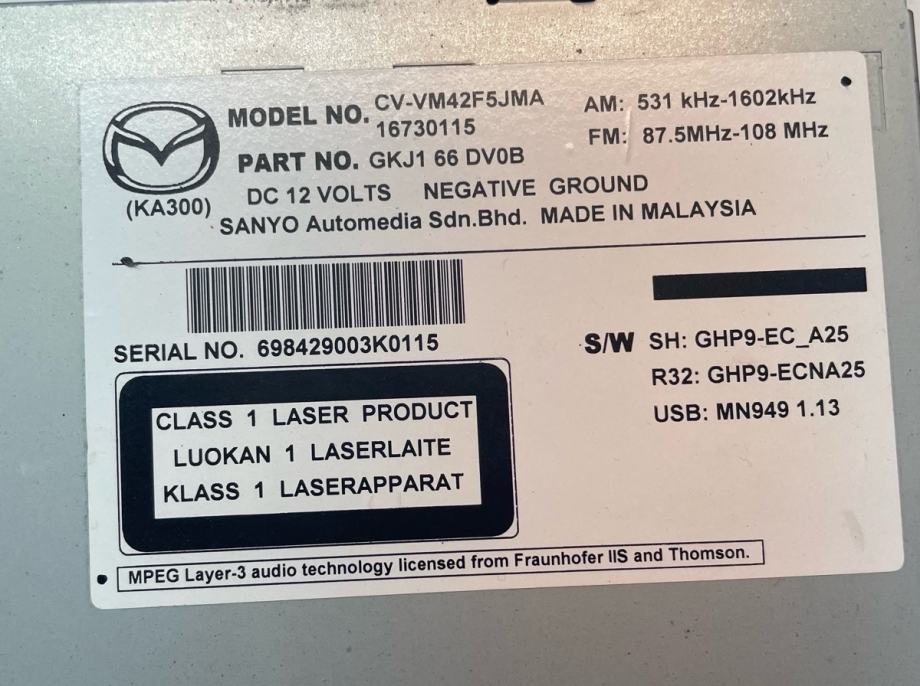 MODEL NO. CV-VM42F5JMA
16730115
AM: 531 kHz-1602kHz
FM: 87.5MHz-108 MHz
PART NO. GKJ1 66 DV0B
DC 12 VOLTS NEGATIVE GROUND
(KA300)
SANYO Automedia Sdn.Bhd. MADE IN MALAYSIA
SERIAL NO. 698429003K0115
S/W SH: GHP9-EC_A25
R32: GHP9-ECNA25
USB: MN949 1.13
CLASS 1 LASER PRODUCT
LUOKAN 1 LASERLAITE
KLASS 1 LASERAPPARAT
MPEG Layer-3 audio technology licensed from Fraunhofer IIS and Thomson.